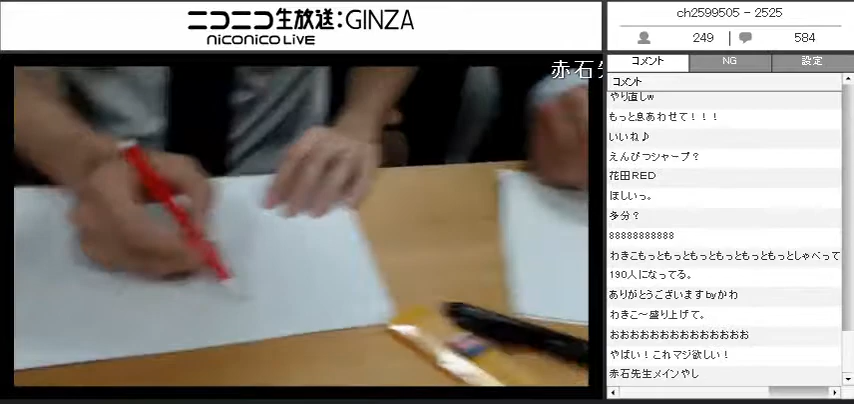 ニコニコ生放送:GINZA
niconico Live
ch2599505 - 2525
249 | 584
コメント NG 設定
コメント
赤石
やり直しw
もっと息あわせて！！！
いいね♪
えんぴつシャープ？
花田RED
ほしいっ。
多分？
88888888888
わきこもっともっともっともっともっともっとしゃべって
190人になってる。
ありがとうございますbyかわ
わきこ～盛り上げて。
おおおおおおおおおおおおおお
やばい！これマジ欲しい！
赤石先生メインやし